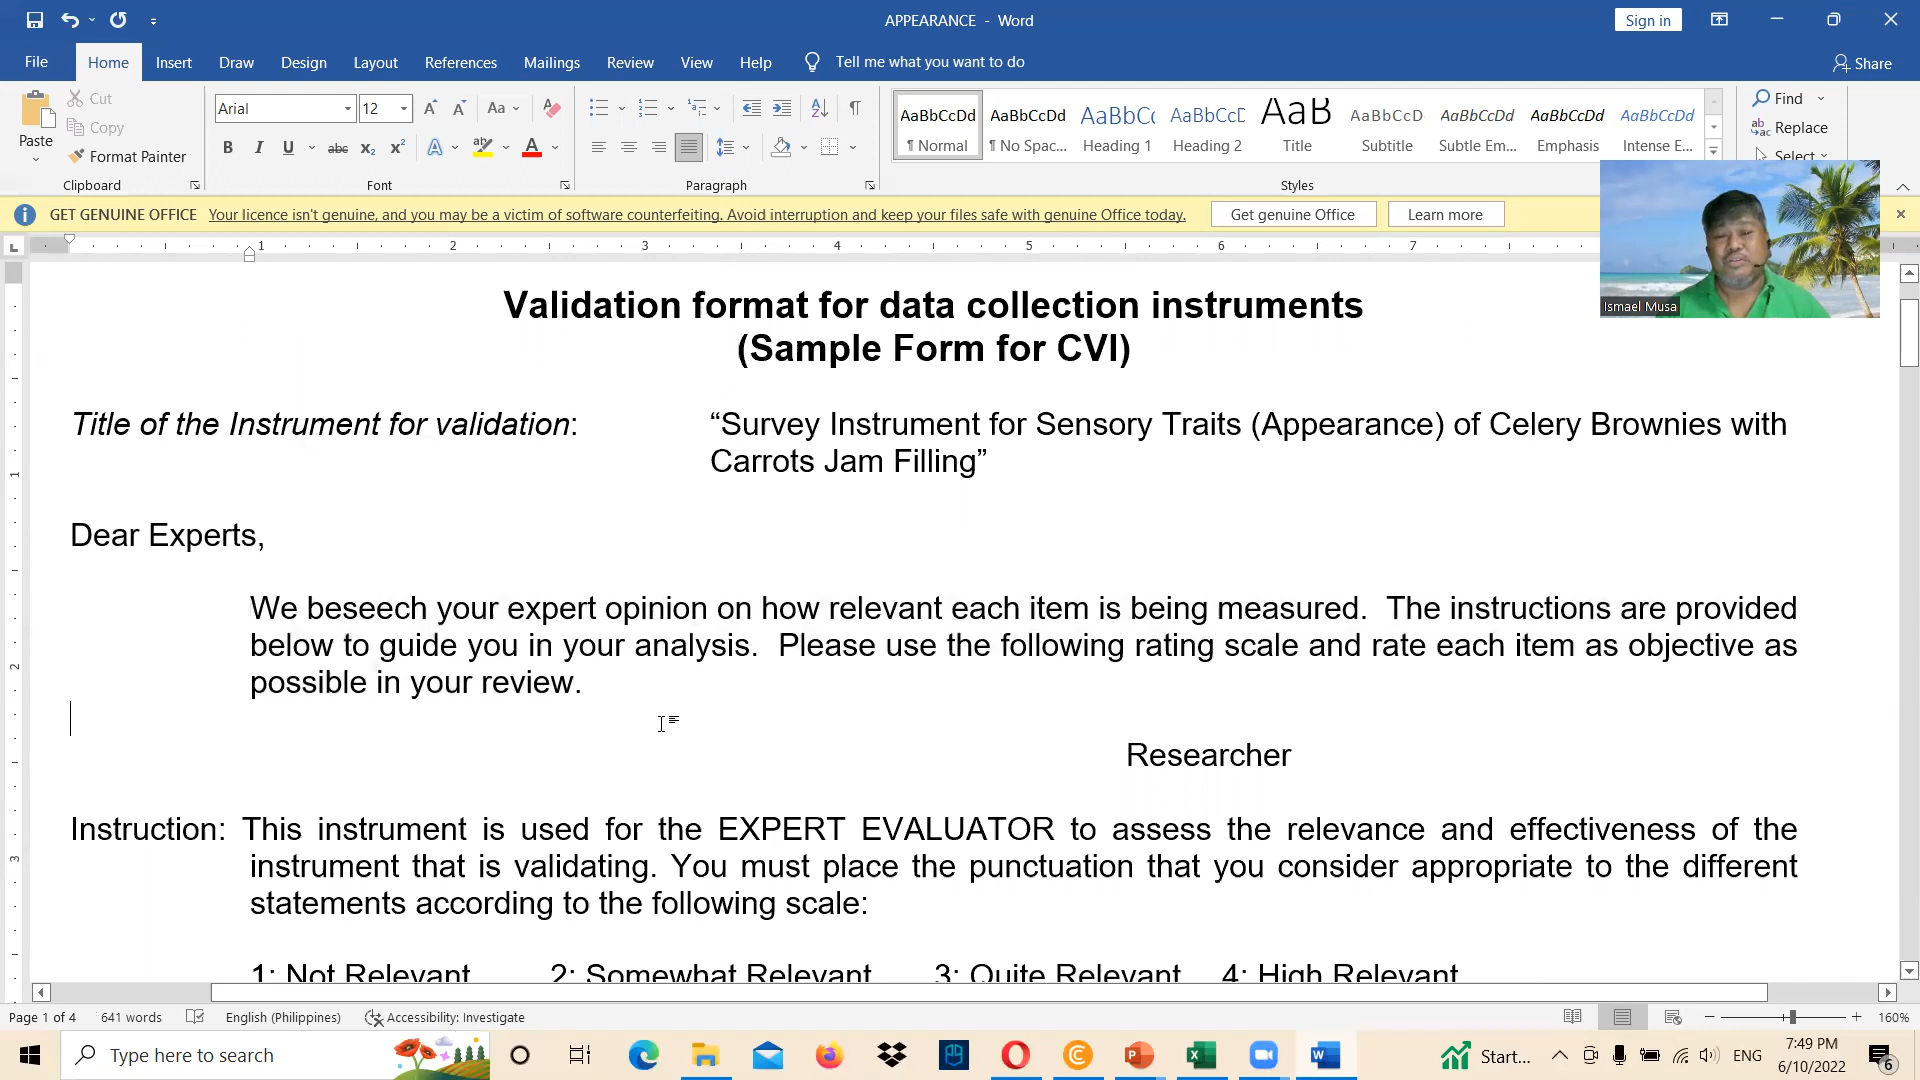 APPEARANCE - Word
Sign in
File Home Insert Draw Design Layout References Mailings Review View Help Tell me what you want to do Share
Paste Cut Copy Format Painter
Arial 12
AaBbCcDd AaBbCcDd AaBbCc AaBbCcD AaB AaBbCcD AaBbCcDd AaBbCcDd AaBbCcDd
¶ Normal ¶ No Spac... Heading 1 Heading 2 Title Subtitle Subtle Em... Emphasis Intense E...
Find Replace Select
Clipboard Font Paragraph Styles
GET GENUINE OFFICE Your licence isn't genuine, and you may be a victim of software counterfeiting. Avoid interruption and keep your files safe with genuine Office today. Get genuine Office Learn more
1 2 3 4 5 6 7
Ismael Musa
Validation format for data collection instruments
(Sample Form for CVI)
Title of the Instrument for validation: “Survey Instrument for Sensory Traits (Appearance) of Celery Brownies with
Carrots Jam Filling”
Dear Experts,
We beseech your expert opinion on how relevant each item is being measured. The instructions are provided
below to guide you in your analysis. Please use the following rating scale and rate each item as objective as
possible in your review.
Researcher
Instruction: This instrument is used for the EXPERT EVALUATOR to assess the relevance and effectiveness of the
instrument that is validating. You must place the punctuation that you consider appropriate to the different
statements according to the following scale:
1: Not Relevant 2: Somewhat Relevant 3: Quite Relevant 4: High Relevant
Page 1 of 4 641 words English (Philippines) Accessibility: Investigate 160%
Type here to search Start... ENG 7:49 PM
6/10/2022 6